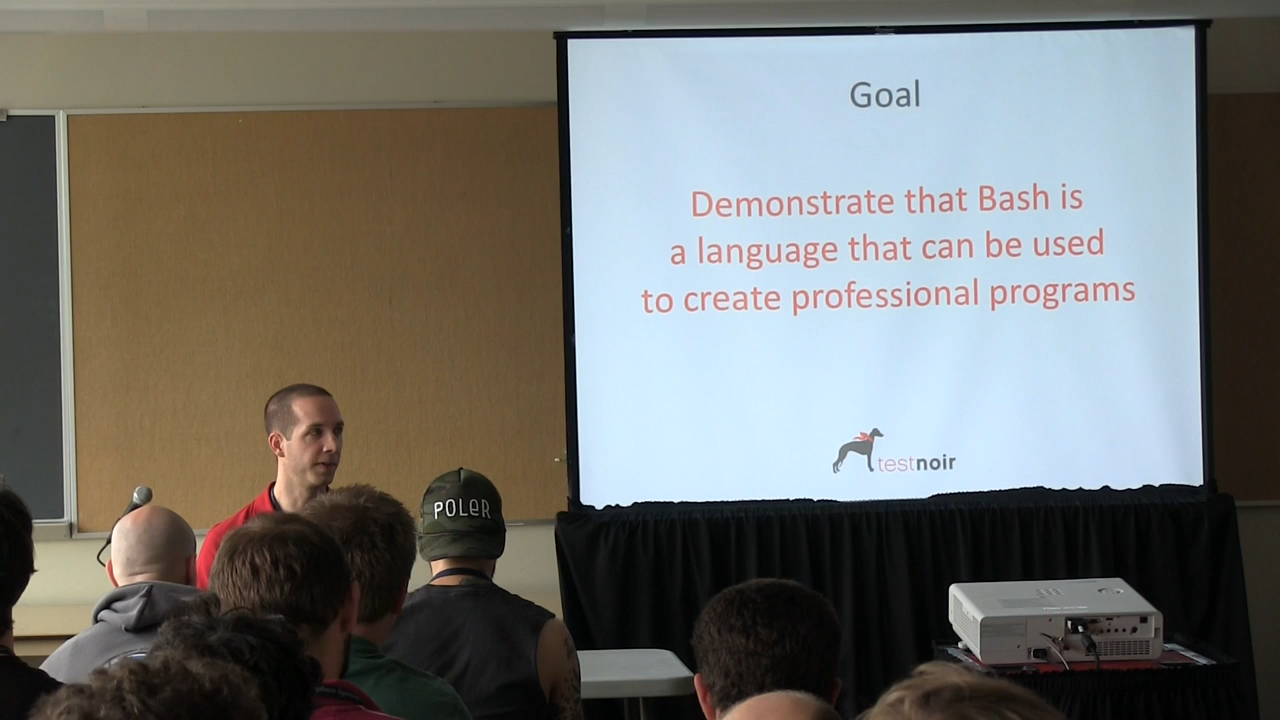 Goal
Demonstrate that Bash is
a language that can be used
to create professional programs
testnoir
POLeR